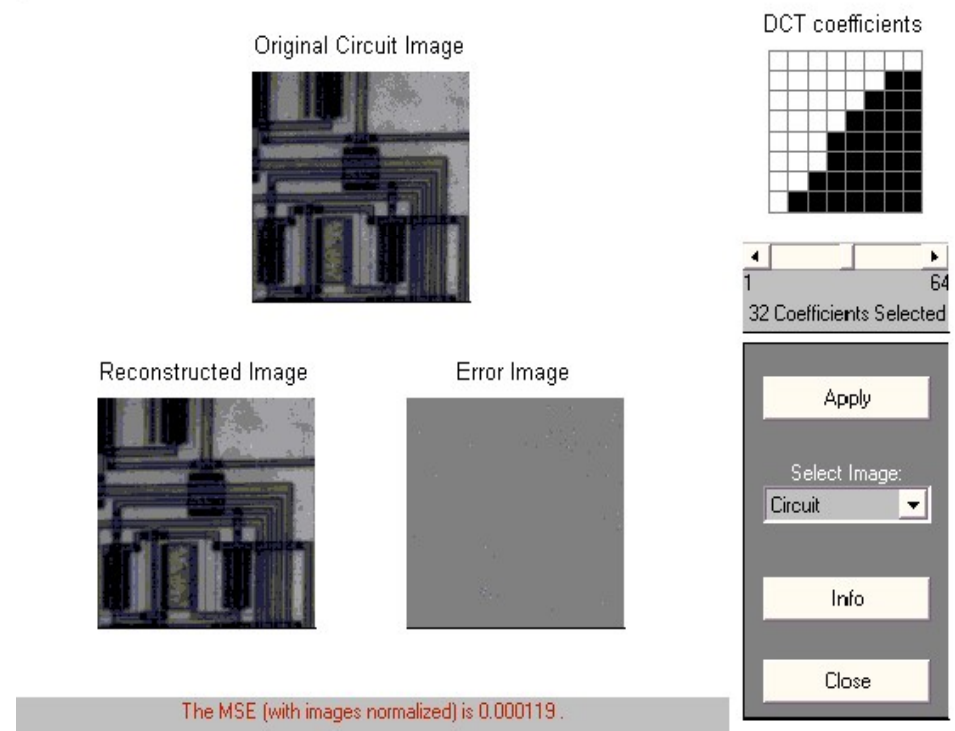 DCT coefficients
Original Circuit Image
1 64
32 Coefficients Selected
Reconstructed Image
Error Image
Apply
Select Image:
Circuit
Info
Close
The MSE (with images normalized) is 0.000119 .